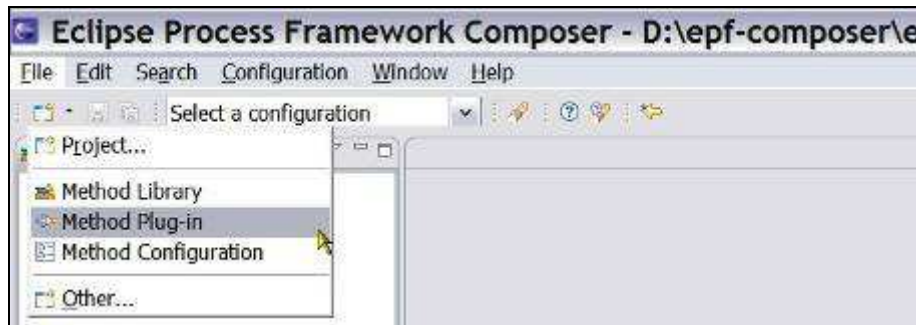 Eclipse Process Framework Composer - D:\epf-composer\e
File Edit Search Configuration Window Help
Select a configuration
Project...
Method Library
Method Plug-in
Method Configuration
Other...